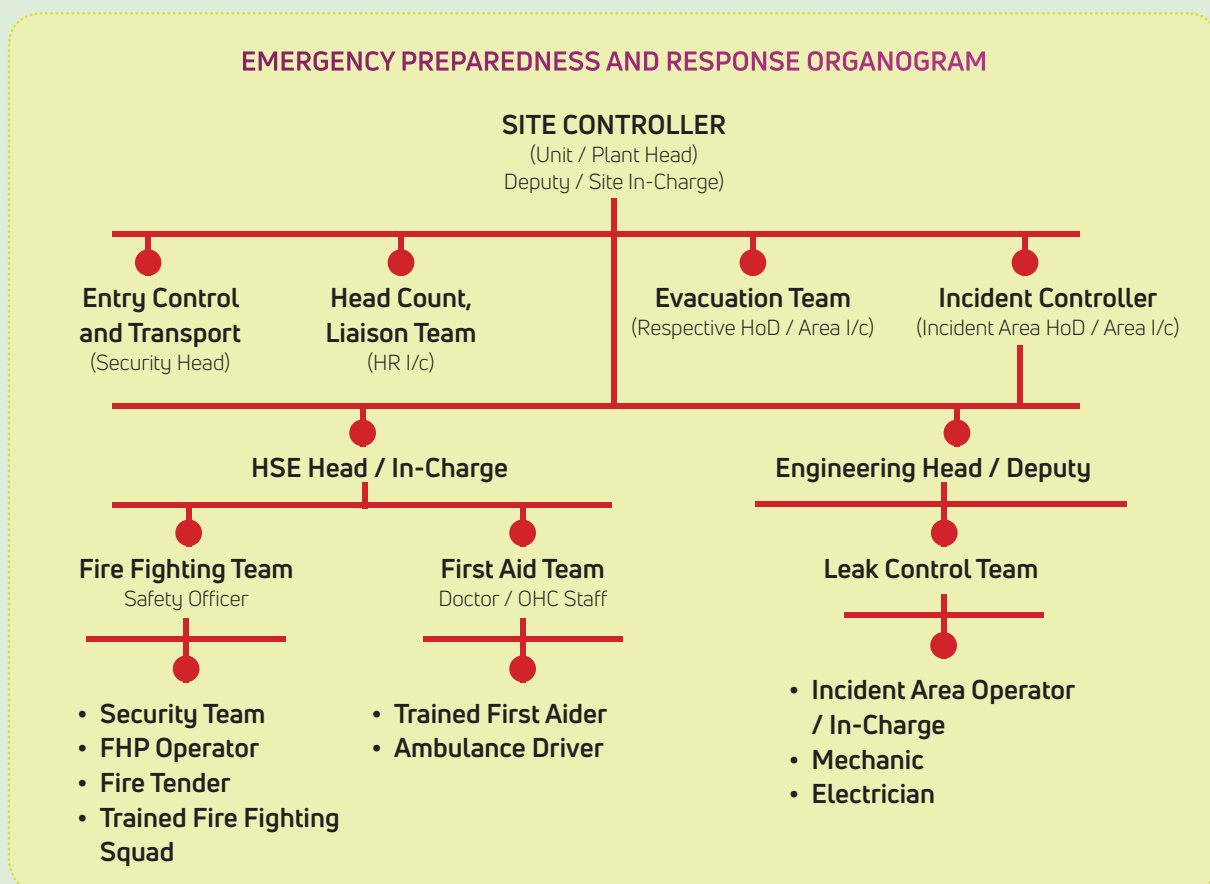 EMERGENCY PREPAREDNESS AND RESPONSE ORGANOGRAM
SITE CONTROLLER
(Unit / Plant Head)
Deputy / Site In-Charge)
Entry Control
and Transport
(Security Head)
Head Count,
Liaison Team
(HR I/c)
Evacuation Team
(Respective HoD / Area I/c)
Incident Controller
(Incident Area HoD / Area I/c)
HSE Head / In-Charge
Engineering Head / Deputy
Fire Fighting Team
Safety Officer
First Aid Team
Doctor / OHC Staff
Leak Control Team
• Security Team
• FHP Operator
• Fire Tender
• Trained Fire Fighting
Squad
• Trained First Aider
• Ambulance Driver
• Incident Area Operator
/ In-Charge
• Mechanic
• Electrician